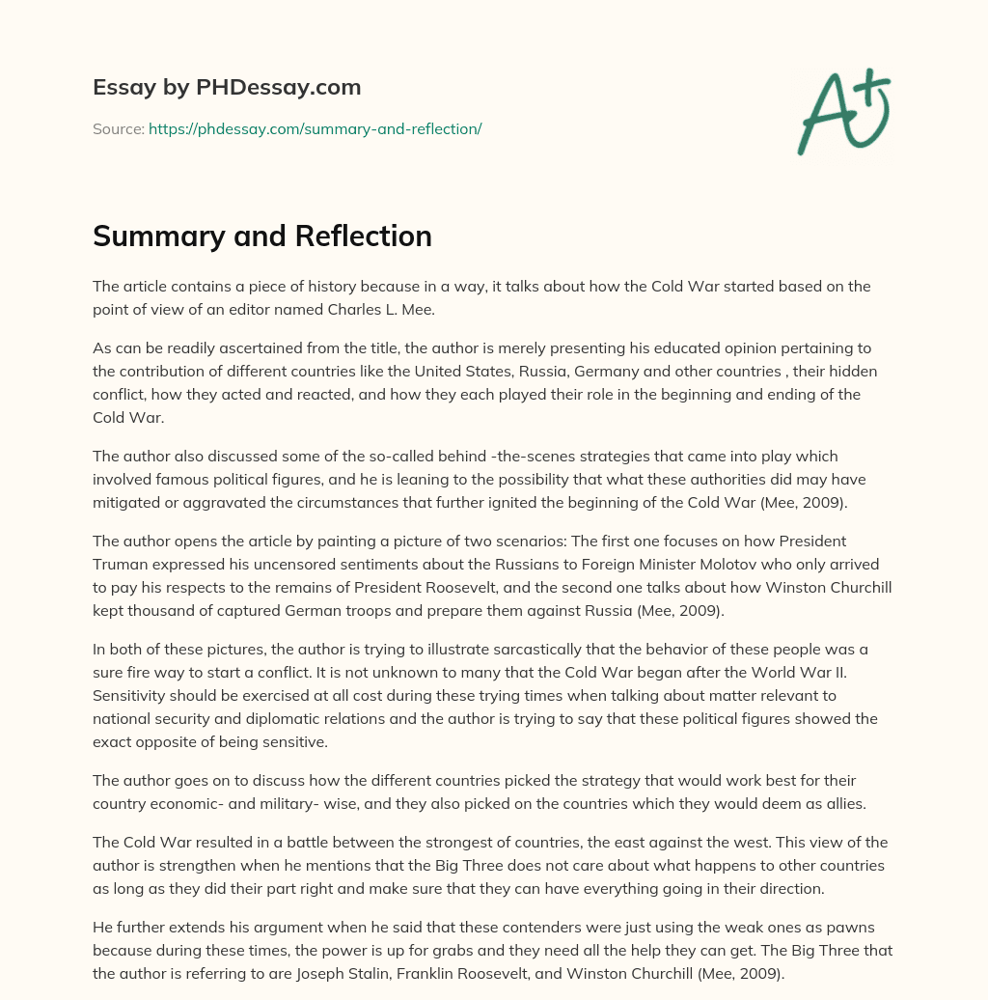 Essay by PHDessay.com
Source: https://phdessay.com/summary-and-reflection/
A+
Summary and Reflection
The article contains a piece of history because in a way, it talks about how the Cold War started based on the
point of view of an editor named Charles L. Mee.
As can be readily ascertained from the title, the author is merely presenting his educated opinion pertaining to
the contribution of different countries like the United States, Russia, Germany and other countries , their hidden
conflict, how they acted and reacted, and how they each played their role in the beginning and ending of the
Cold War.
The author also discussed some of the so-called behind -the-scenes strategies that came into play which
involved famous political figures, and he is leaning to the possibility that what these authorities did may have
mitigated or aggravated the circumstances that further ignited the beginning of the Cold War (Mee, 2009).
The author opens the article by painting a picture of two scenarios: The first one focuses on how President
Truman expressed his uncensored sentiments about the Russians to Foreign Minister Molotov who only arrived
to pay his respects to the remains of President Roosevelt, and the second one talks about how Winston Churchill
kept thousand of captured German troops and prepare them against Russia (Mee, 2009).
In both of these pictures, the author is trying to illustrate sarcastically that the behavior of these people was a
sure fire way to start a conflict. It is not unknown to many that the Cold War began after the World War II.
Sensitivity should be exercised at all cost during these trying times when talking about matter relevant to
national security and diplomatic relations and the author is trying to say that these political figures showed the
exact opposite of being sensitive.
The author goes on to discuss how the different countries picked the strategy that would work best for their
country economic- and military- wise, and they also picked on the countries which they would deem as allies.
The Cold War resulted in a battle between the strongest of countries, the east against the west. This view of the
author is strengthen when he mentions that the Big Three does not care about what happens to other countries
as long as they did their part right and make sure that they can have everything going in their direction.
He further extends his argument when he said that these contenders were just using the weak ones as pawns
because during these times, the power is up for grabs and they need all the help they can get. The Big Three that
the author is referring to are Joseph Stalin, Franklin Roosevelt, and Winston Churchill (Mee, 2009).